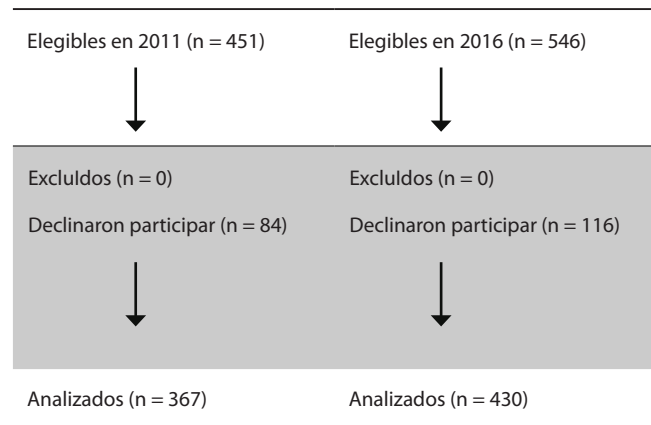 Elegibles en 2011 (n = 451)
Elegibles en 2016 (n = 546)
ExcluIdos (n = 0)
ExcluIdos (n = 0)
Declinaron participar (n = 84)
Declinaron participar (n = 116)
Analizados (n = 367)
Analizados (n = 430)